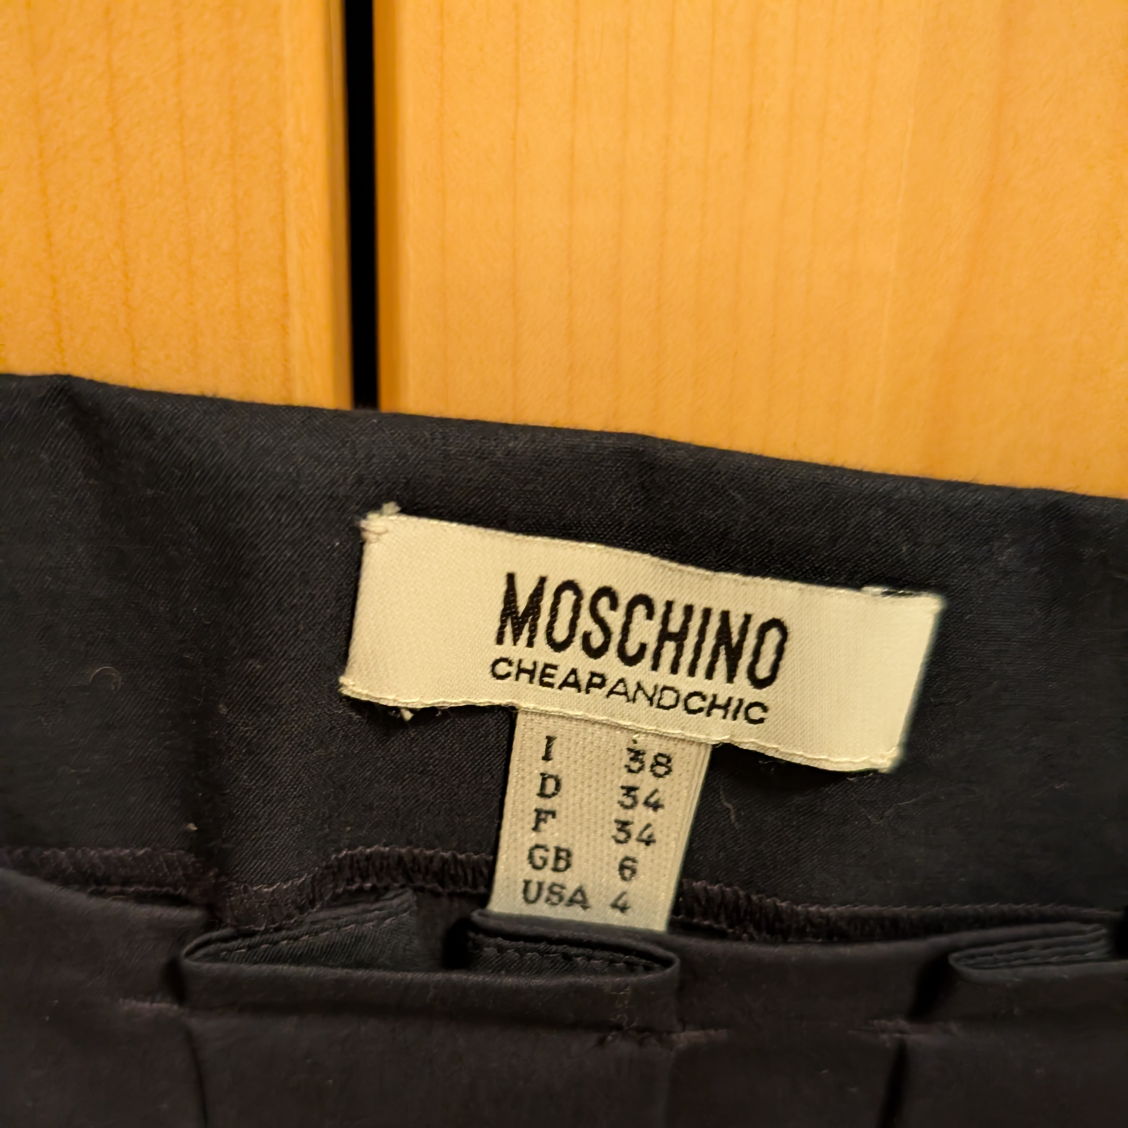 MOSCHINO
CHEAPANDCHIC
I 38
D 34
F 34
GB 6
USA 4